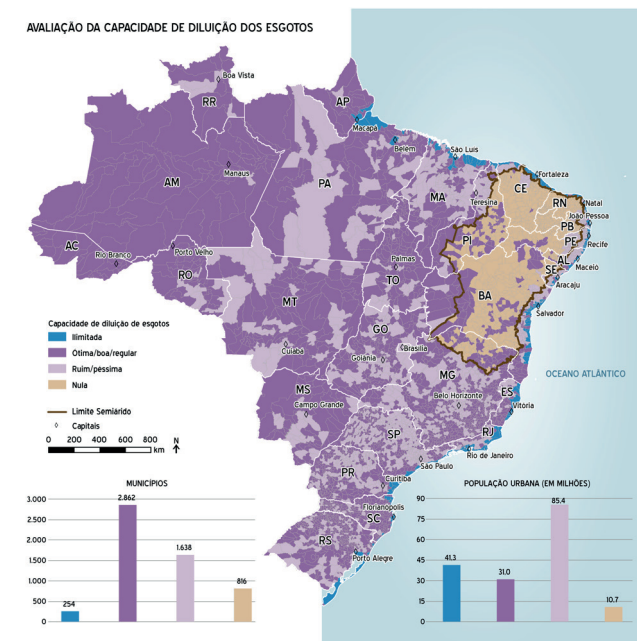 AVALIAÇÃO DA CAPACIDADE DE DILUIÇÃO DOS ESGOTOS
Boa Vista
RR
AP
Macapá
Belém
São Luis
Fortaleza
CE
RN
Natal
João Pessoa
PB
PE
Recife
AL
Maceió
SE
Aracaju
Salvador
BA
PI
Teresina
MA
PA
AM
Manaus
AC
Rio Branco
Porto Velho
RO
Palmas
TO
MT
Cuiabá
GO
Goiânia
Brasília
MG
Belo Horizonte
ES
Vitória
MS
Campo Grande
SP
São Paulo
RJ
Rio de Janeiro
PR
Curitiba
Florianópolis
SC
RS
Porto Alegre
OCEANO ATLÂNTICO
Capacidade de diluição de esgotos
Ilimitada
Ótima/boa/regular
Ruim/péssima
Nula
Limite Semiárido
Capitais
0 200 400 600 800
km
N
MUNICÍPIOS
3.000
2.500
2.000
1.500
1.000
500
0
254
2.862
1.638
816
POPULAÇÃO URBANA (EM MILHÕES)
90
75
60
45
30
15
0
41.3
31.0
85.4
10.7